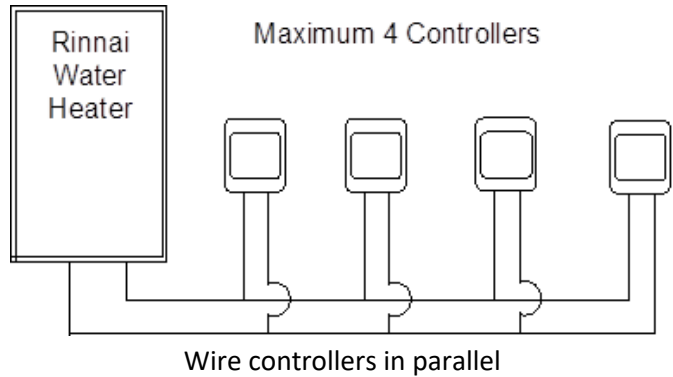 Rinnai
Water
Heater
Maximum 4 Controllers
Wire controllers in parallel